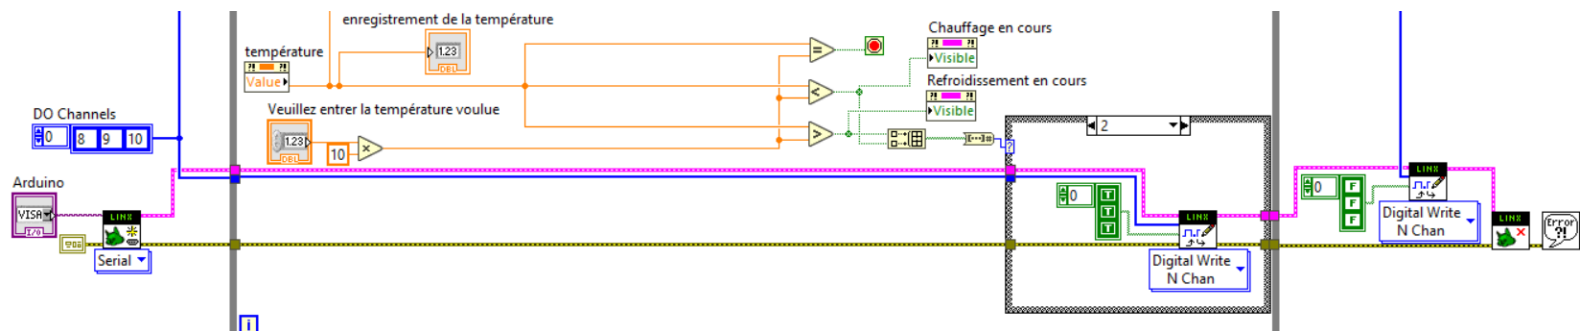 enregistrement de la température
Chauffage en cours
?! ?!
Visible
température
?! ?!
Value
1.23
DBL
=
<
>
Refroidissement en cours
?! ?!
Visible
Veuillez entrer la température voulue
1.23
DBL
10
×
DO Channels
0 8 9 10
2
?
Arduino
VISA
I/O
LINX
Serial
0
T
T
T
LINX
Digital Write
N Chan
0
F
F
F
LINX
Digital Write
N Chan
LINX
Error
?!
i